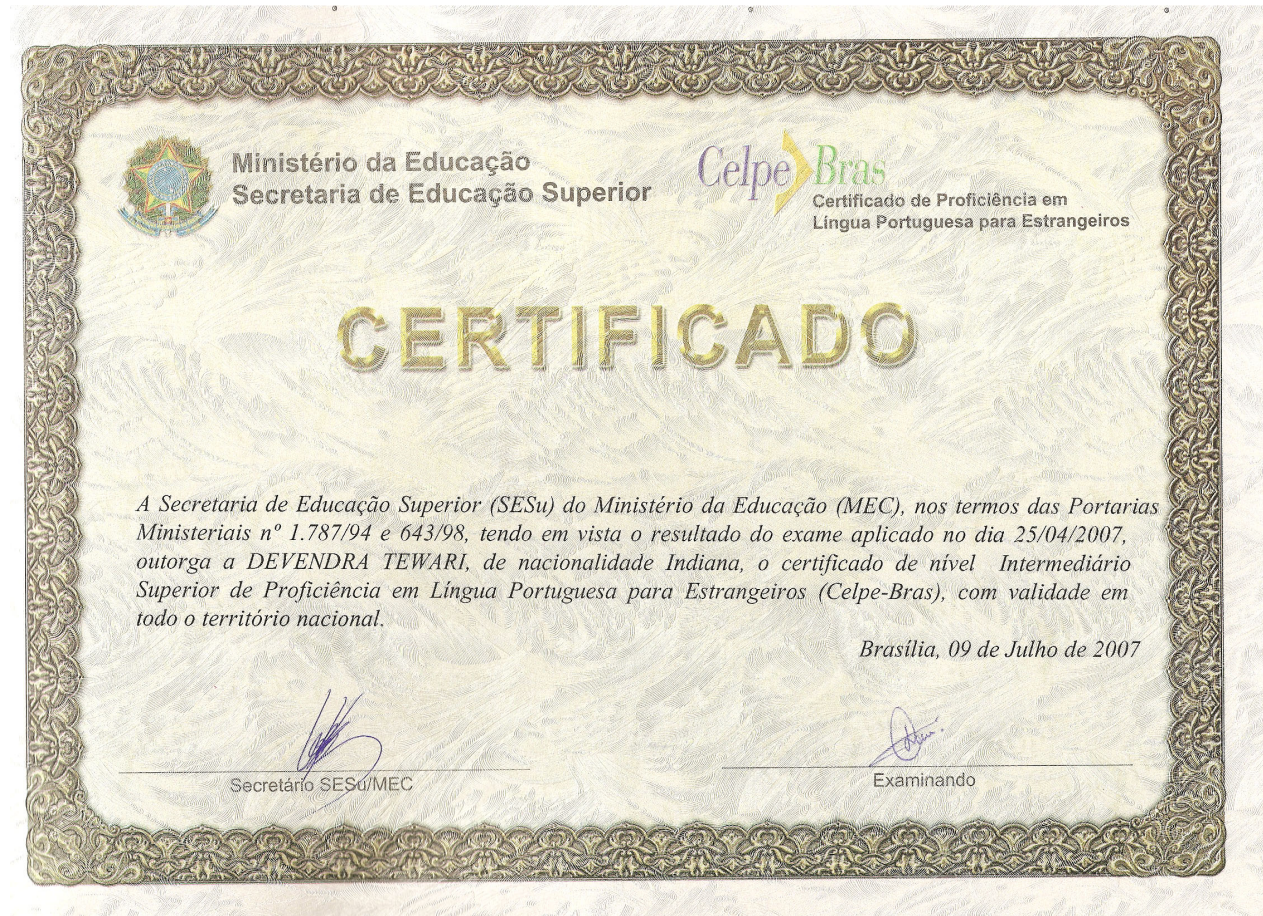 Ministério da Educação
Secretaria de Educação Superior
Celpe Bras
Certificado de Proficiência em
Língua Portuguesa para Estrangeiros
CERTIFICADO
A Secretaria de Educação Superior (SESu) do Ministério da Educação (MEC), nos termos das Portarias
Ministeriais nº 1.787/94 e 643/98, tendo em vista o resultado do exame aplicado no dia 25/04/2007,
outorga a DEVENDRA TEWARI, de nacionalidade Indiana, o certificado de nível Intermediário
Superior de Proficiência em Língua Portuguesa para Estrangeiros (Celpe-Bras), com validade em
todo o território nacional.
Brasília, 09 de Julho de 2007
Secretário SESu/MEC
Examinando